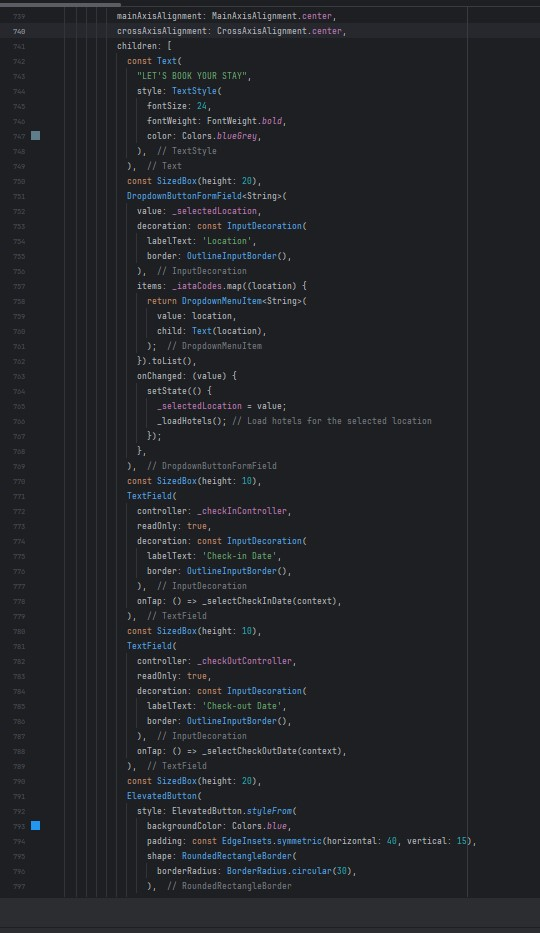 739 mainAxisAlignment: MainAxisAlignment.center,
740 crossAxisAlignment: CrossAxisAlignment.center,
741 children: [
742 const Text(
743 "LET'S BOOK YOUR STAY",
744 style: TextStyle(
745 fontSize: 24,
746 fontWeight: FontWeight.bold,
747 color: Colors.blueGrey,
748 ), // TextStyle
749 ), // Text
750 const SizedBox(height: 20),
751 DropdownButtonFormField<String>(
752 value: _selectedLocation,
753 decoration: const InputDecoration(
754 labelText: 'Location',
755 border: OutlineInputBorder(),
756 ), // InputDecoration
757 items: _iataCodes.map((location) {
758 return DropdownMenuItem<String>(
759 value: location,
760 child: Text(location),
761 ); // DropdownMenuItem
762 }).toList(),
763 onChanged: (value) {
764 setState(() {
765 _selectedLocation = value;
766 _loadHotels(); // Load hotels for the selected location
767 });
768 },
769 ), // DropdownButtonFormField
770 const SizedBox(height: 10),
771 TextField(
772 controller: _checkInController,
773 readOnly: true,
774 decoration: const InputDecoration(
775 labelText: 'Check-in Date',
776 border: OutlineInputBorder(),
777 ), // InputDecoration
778 onTap: () => _selectCheckInDate(context),
779 ), // TextField
780 const SizedBox(height: 10),
781 TextField(
782 controller: _checkOutController,
783 readOnly: true,
784 decoration: const InputDecoration(
785 labelText: 'Check-out Date',
786 border: OutlineInputBorder(),
787 ), // InputDecoration
788 onTap: () => _selectCheckOutDate(context),
789 ), // TextField
790 const SizedBox(height: 20),
791 ElevatedButton(
792 style: ElevatedButton.styleFrom(
793 backgroundColor: Colors.blue,
794 padding: const EdgeInsets.symmetric(horizontal: 40, vertical: 15),
795 shape: RoundedRectangleBorder(
796 borderRadius: BorderRadius.circular(30),
797 ), // RoundedRectangleBorder